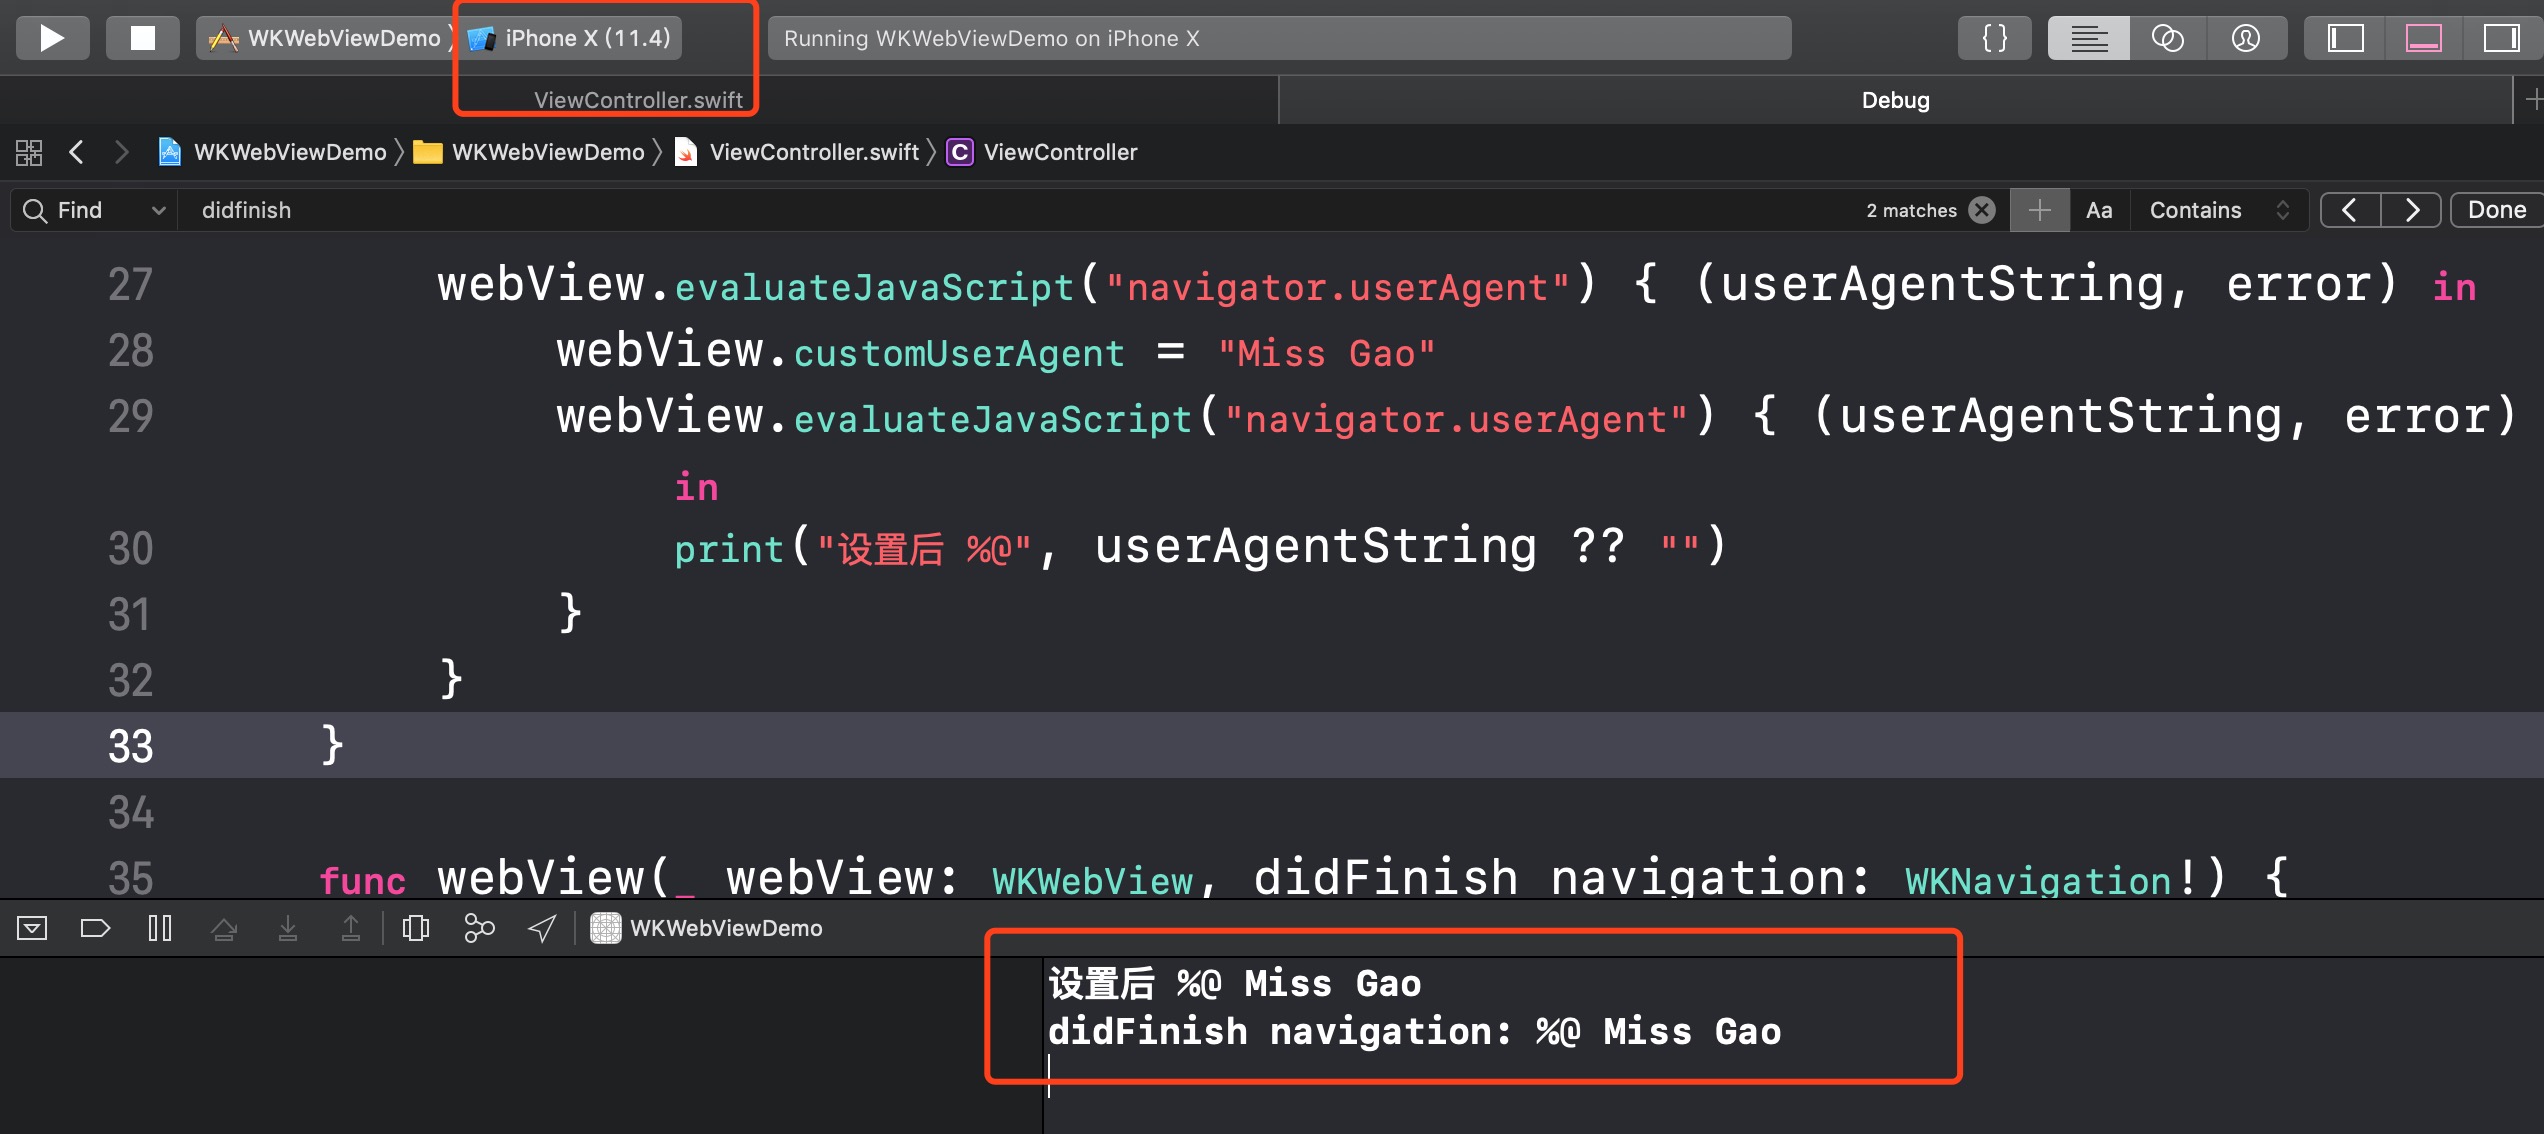 WKWebViewDemo 〉 iPhone X (11.4) Running WKWebViewDemo on iPhone X {}
ViewController.swift Debug
WKWebViewDemo 〉 WKWebViewDemo 〉 ViewController.swift 〉 C ViewController
Find didfinish 2 matches Aa Contains Done
27 webView.evaluateJavaScript("navigator.userAgent") { (userAgentString, error) in
28 webView.customUserAgent = "Miss Gao"
29 webView.evaluateJavaScript("navigator.userAgent") { (userAgentString, error)
in
30 print("设置后 %@", userAgentString ?? "")
31 }
32 }
33 }
34
35 func webView(_ webView: WKWebView, didFinish navigation: WKNavigation!) {
WKWebViewDemo
设置后 %@ Miss Gao
didFinish navigation: %@ Miss Gao